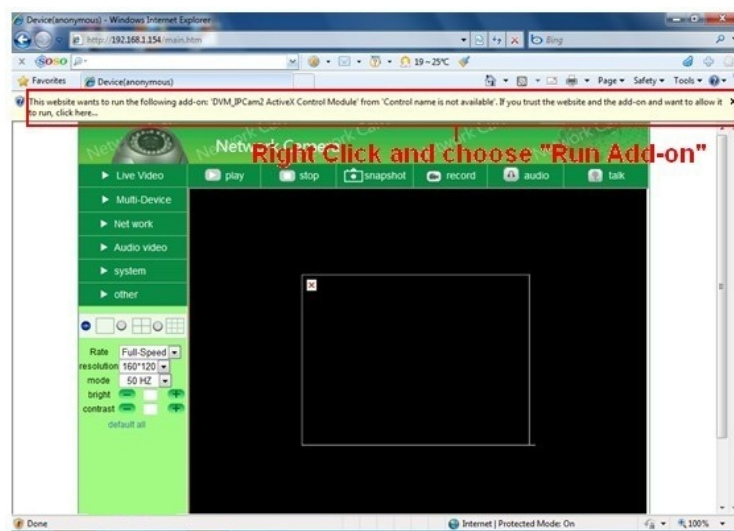 Device(anonymous) - Windows Internet Explorer
http://192.168.1.154/main.htm
Bing
SOSO
19~25℃
Favorites
Device(anonymous)
Page
Safety
Tools
This website wants to run the following add-on: 'DVM_IPCam2 ActiveX Control Module' from 'Control name is not available'. If you trust the website and the add-on and want to allow it
to run, click here...
Network Camera
Right Click and choose "Run Add-on"
Live Video
play
stop
snapshot
record
audio
talk
Multi-Device
Net work
Audio video
system
other
Rate
Full-Speed
resolution
160*120
mode
50 HZ
bright
contrast
default all
Done
Internet | Protected Mode: On
100%